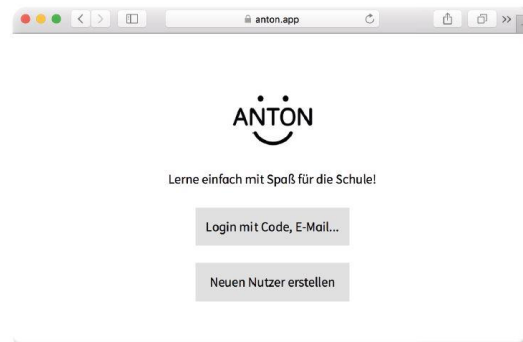 anton.app
ANTON
Lerne einfach mit Spaß für die Schule!
Login mit Code, E-Mail...
Neuen Nutzer erstellen